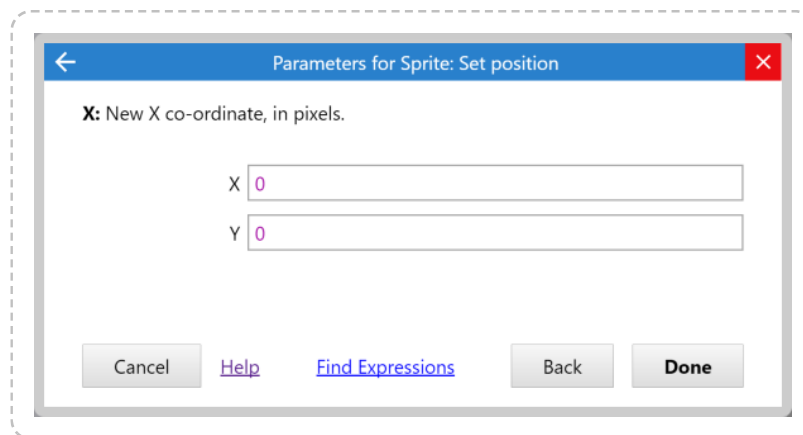 Parameters for Sprite: Set position
X: New X co-ordinate, in pixels.
X 0
Y 0
Cancel Help Find Expressions Back Done